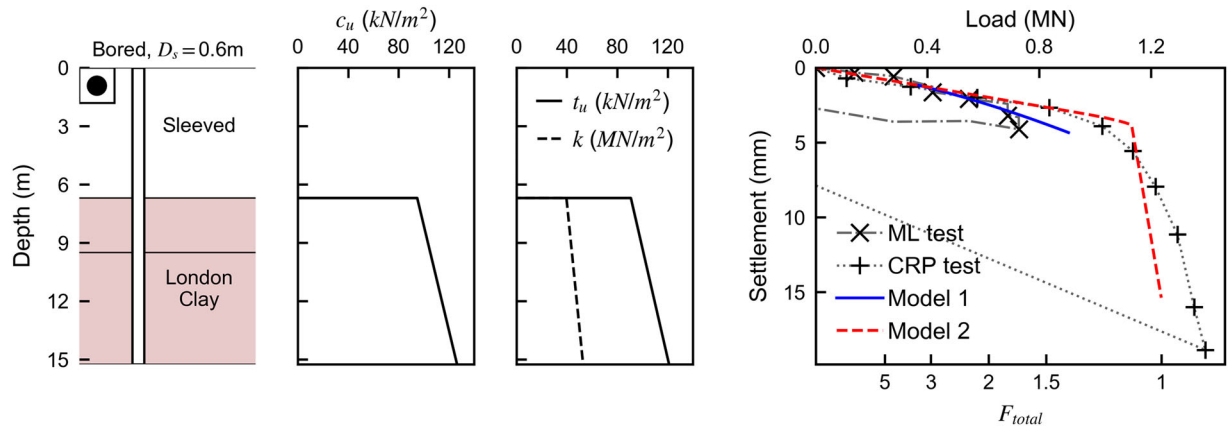 Bored, Dₛ = 0.6m
Depth (m)
0
3
6
9
12
15
Sleeved
London
Clay
cᵤ (kN/m²)
0 40 80 120
0 40 80 120
tᵤ (kN/m²)
k (MN/m²)
Load (MN)
0.0 0.4 0.8 1.2
Settlement (mm)
0
5
10
15
ML test
CRP test
Model 1
Model 2
5 3 2 1.5 1
F_total